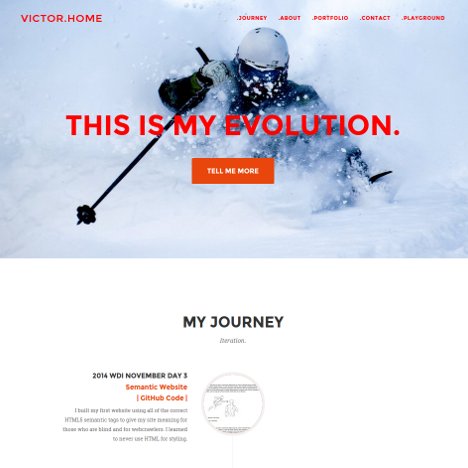 VICTOR.HOME
.JOURNEY .ABOUT .PORTFOLIO .CONTACT .PLAYGROUND
THIS IS MY EVOLUTION.
TELL ME MORE
MY JOURNEY
Iteration.
2014 WDI NOVEMBER DAY 3
Semantic Website
| GitHub Code |
I built my first website using all of the correct
HTML5 semantic tags to give my site meaning for
those who are blind and for webcrawlers. I learned
to never use HTML for styling.